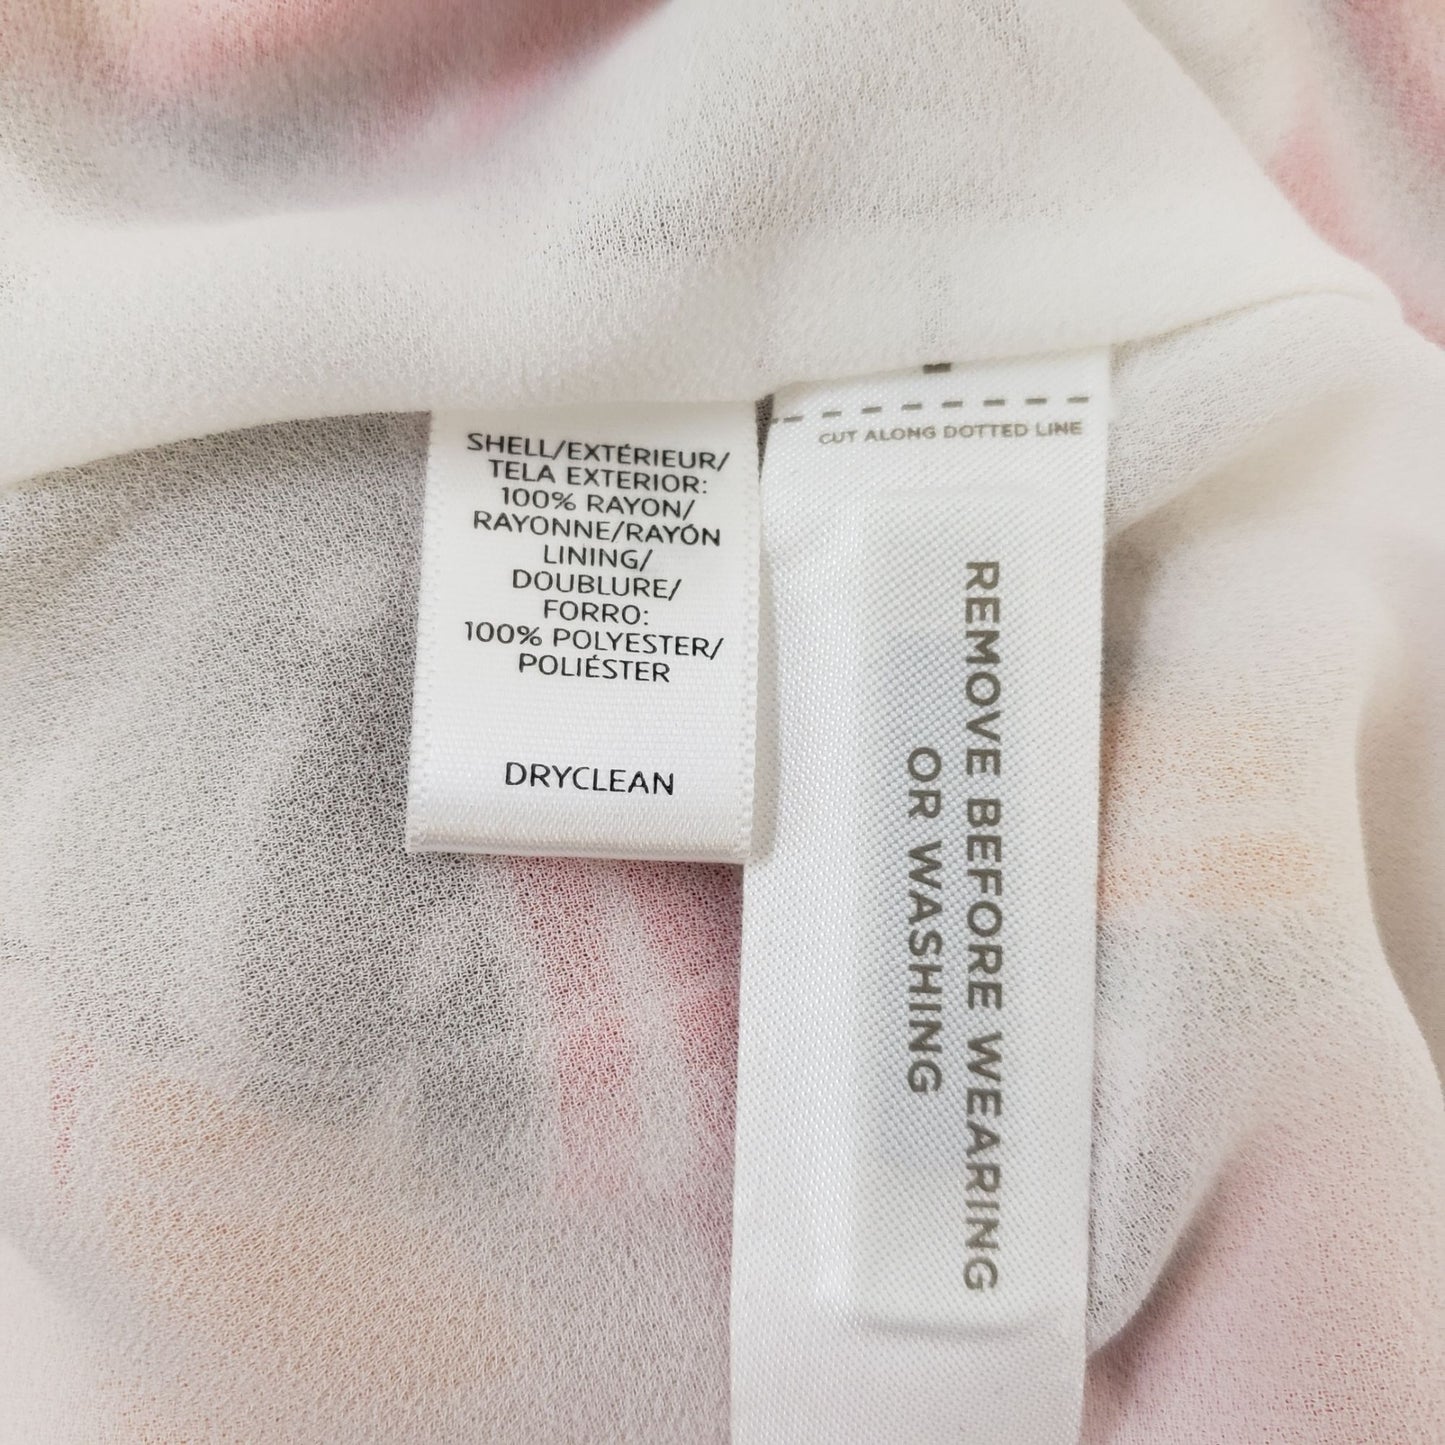 SHELL/EXTÉRIEUR/
TELA EXTERIOR:
100% RAYON/
RAYONNE/RAYÓN
LINING/
DOUBLURE/
FORRO:
100% POLYESTER/
POLIÉSTER
DRYCLEAN
CUT ALONG DOTTED LINE
REMOVE BEFORE WEARING
OR WASHING